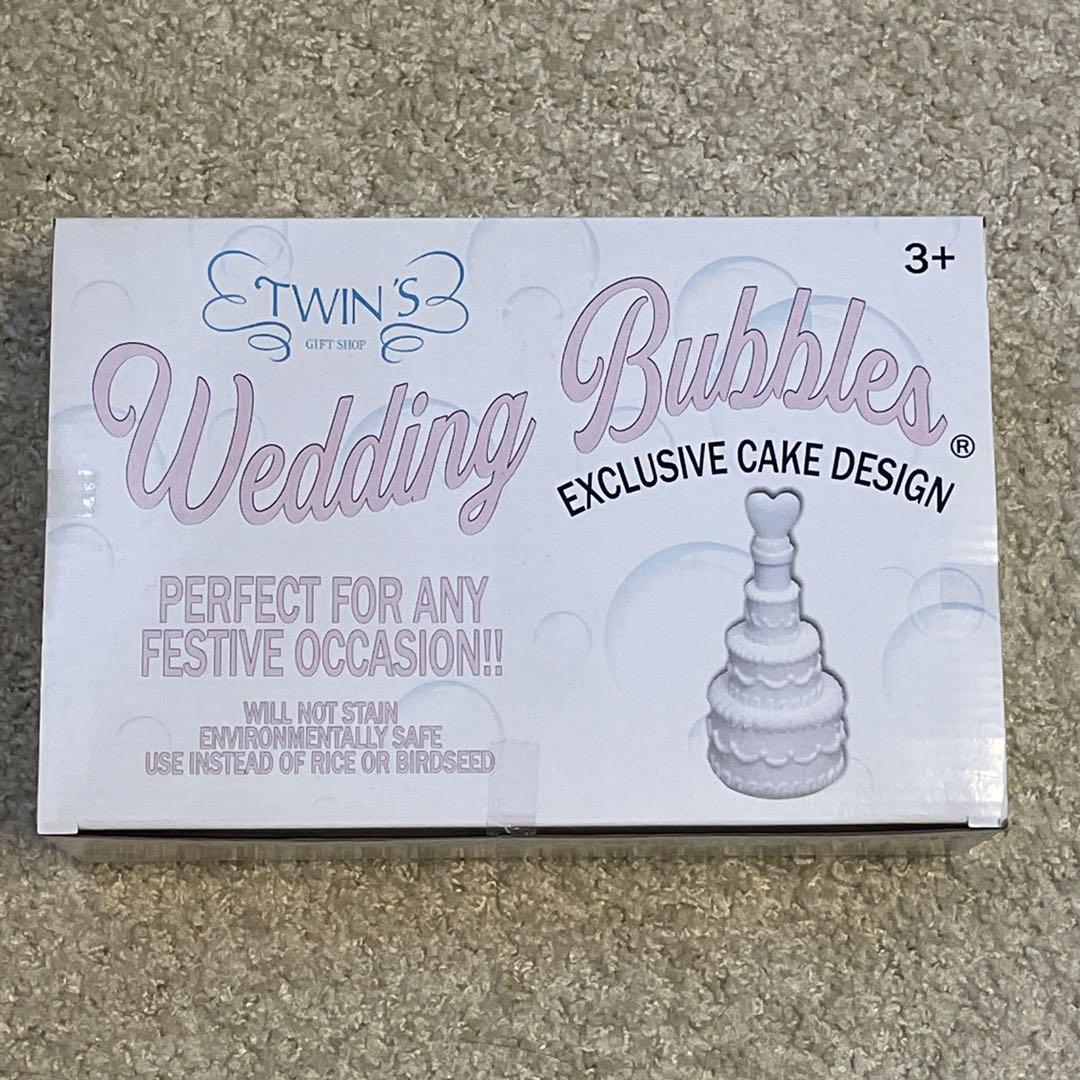 3+
TWIN'S
GIFT SHOP
Wedding Bubbles®
EXCLUSIVE CAKE DESIGN
PERFECT FOR ANY
FESTIVE OCCASION!!
WILL NOT STAIN
ENVIRONMENTALLY SAFE
USE INSTEAD OF RICE OR BIRDSEED